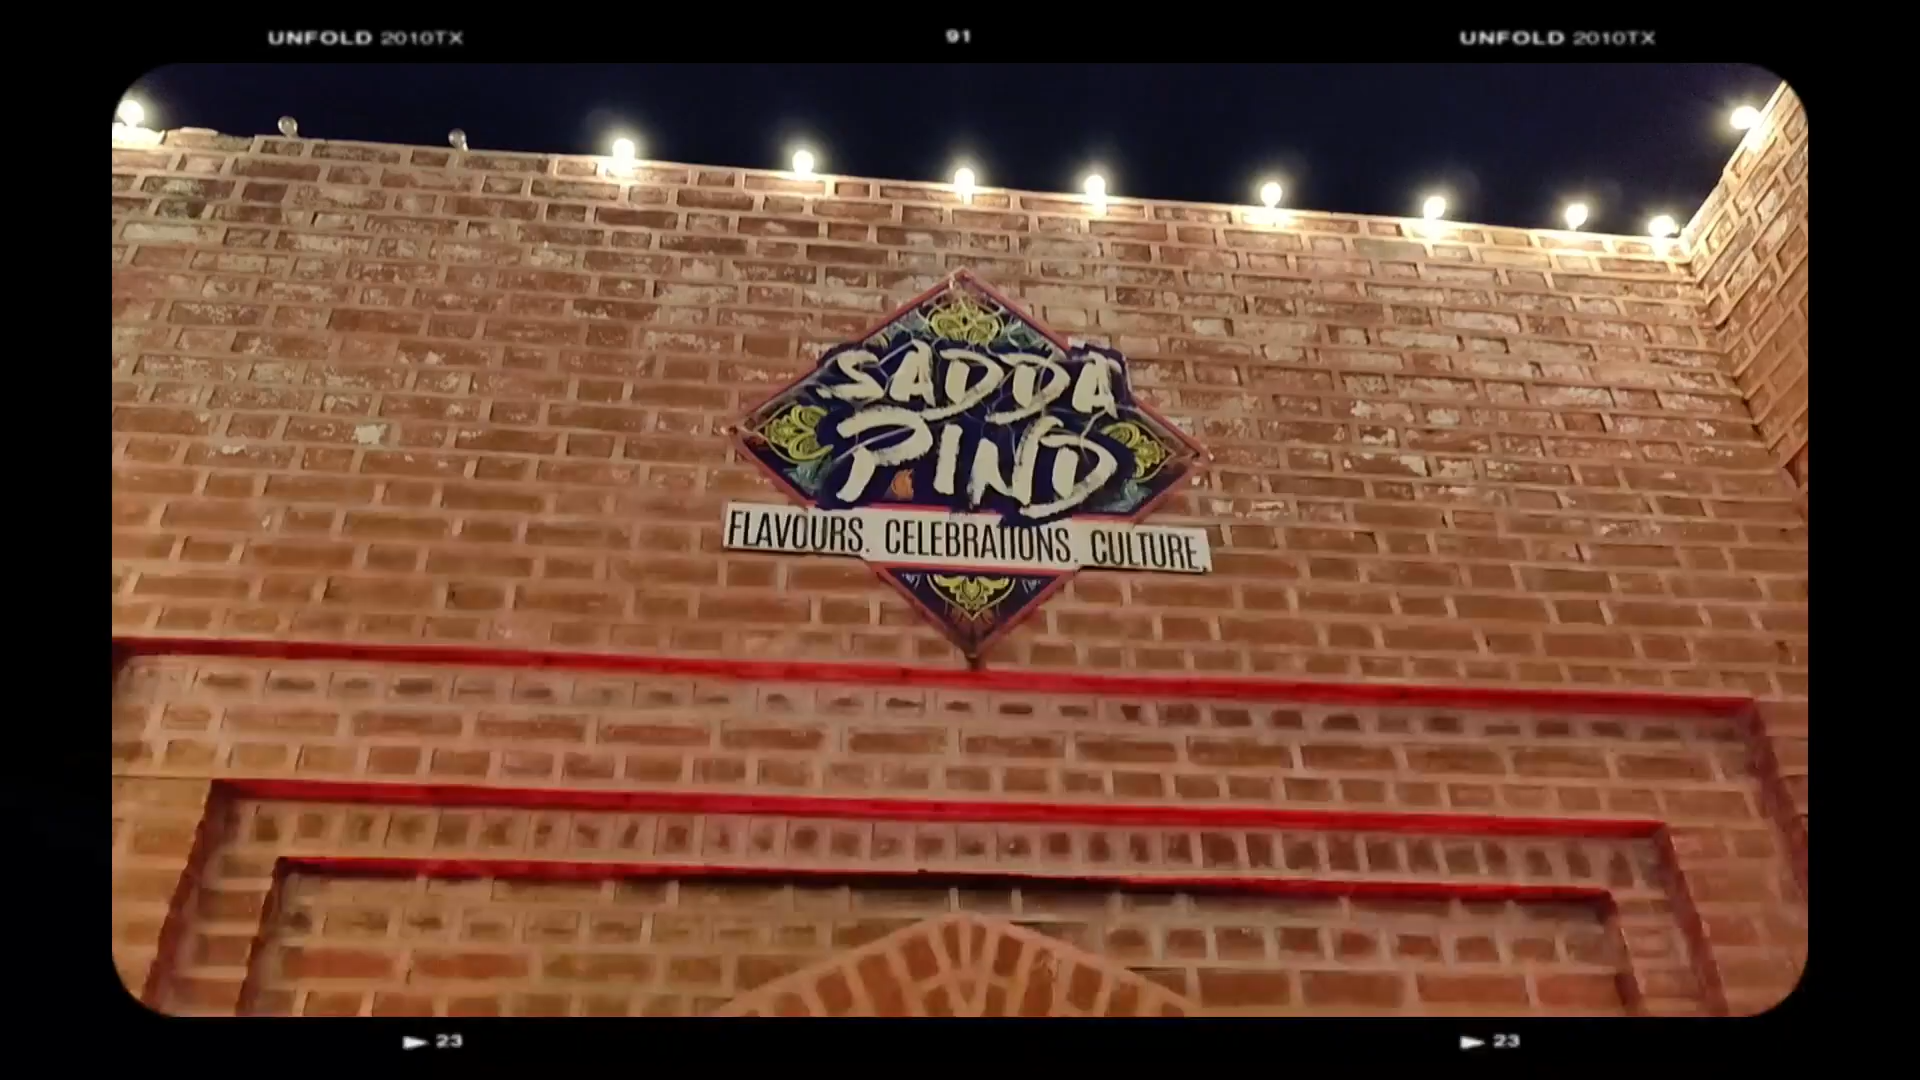 UNFOLD 2010TX 91 UNFOLD 2010TX
SADDA
PIND
FLAVOURS. CELEBRATIONS. CULTURE.
23 23